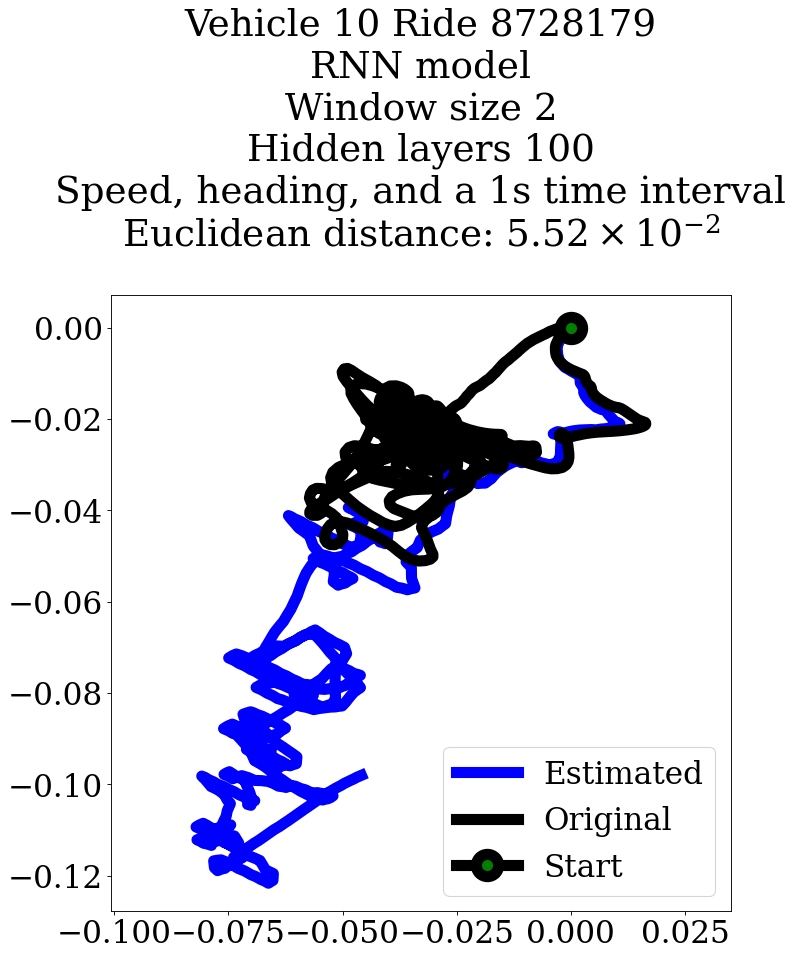 Vehicle 10 Ride 8728179
RNN model
Window size 2
Hidden layers 100
Speed, heading, and a 1s time interval
Euclidean distance: 5.52 × 10⁻²
0.00
−0.02
−0.04
−0.06
−0.08
−0.10
−0.12
Estimated
Original
Start
−0.100 −0.075 −0.050 −0.025 0.000 0.025